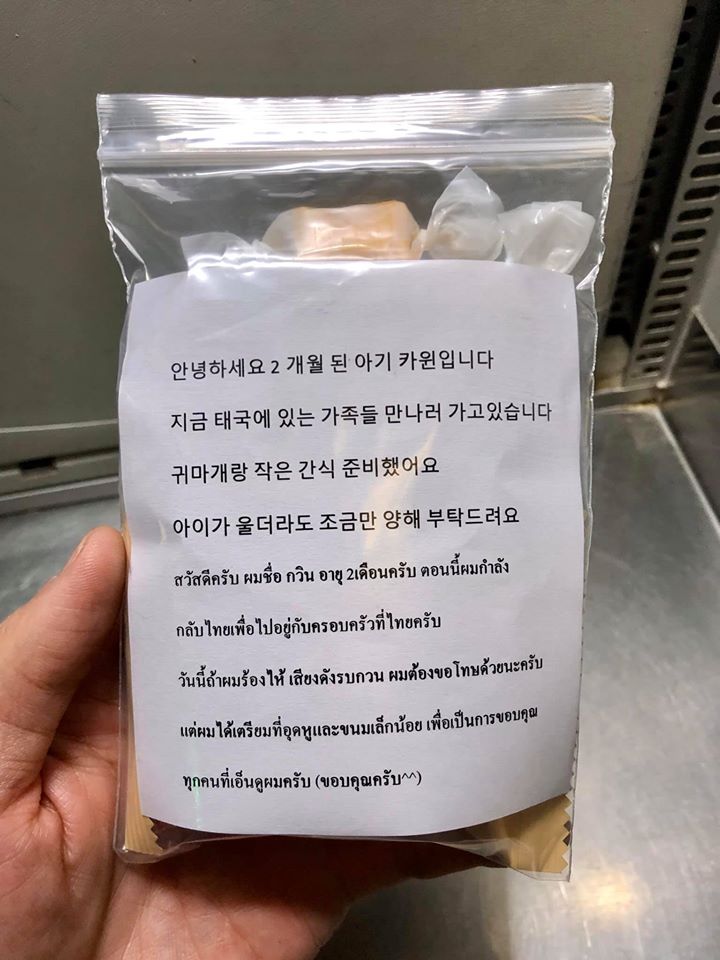 안녕하세요 2 개월 된 아기 카윈입니다
지금 태국에 있는 가족들 만나러 가고있습니다
귀마개랑 작은 간식 준비했어요
아이가 울더라도 조금만 양해 부탁드려요
สวัสดีครับ ผมชื่อ กวิน อายุ 2เดือนครับ ตอนนี้ผมกำลัง
กลับไทยเพื่อไปอยู่กับครอบครัวที่ไทยครับ
วันนี้ถ้าผมร้องไห้ เสียงดังรบกวน ผมต้องขอโทษด้วยนะครับ
แต่ผมได้เตรียมที่อุดหูและขนมเล็กน้อย เพื่อเป็นการขอบคุณ
ทุกคนที่เอ็นดูผมครับ (ขอบคุณครับ^^)